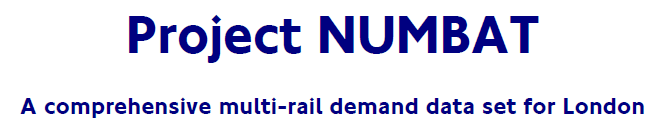 Project NUMBAT
A comprehensive multi-rail demand data set for London